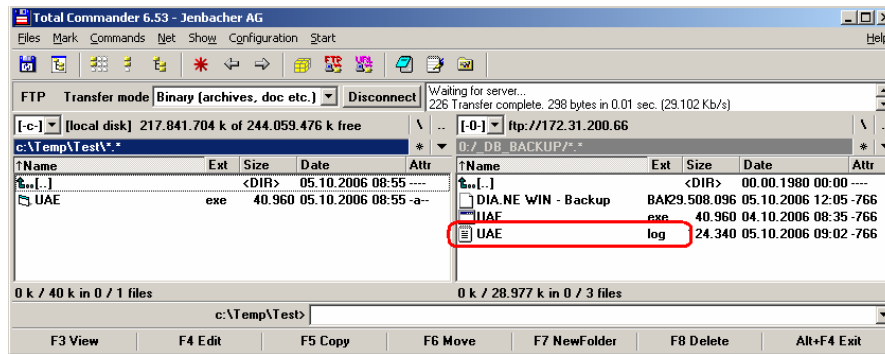 Total Commander 6.53 - Jenbacher AG
Files Mark Commands Net Show Configuration Start Help
FTP Transfer mode Binary (archives, doc etc.) Disconnect
Waiting for server...
226 Transfer complete. 298 bytes in 0.01 sec. (29.102 Kb/s)
[-c-] [local disk] 217.841.704 k of 244.059.476 k free \ ..
[-0-] ftp://172.31.200.66 \ .
c:\Temp\Test\*.* *
0:/_DB_BACKUP/*.* *
↑Name Ext Size Date Attr
[..] <DIR> 05.10.2006 08:55 ----
UAE exe 40.960 05.10.2006 08:55 -a--
↑Name Ext Size Date Attr
[..] <DIR> 00.00.1980 00:00 ----
DIA.NE WIN - Backup BAK 29.508.096 05.10.2006 12:05 -766
UAE exe 40.960 04.10.2006 08:35 -766
UAE log 124.340 05.10.2006 09:02 -766
0 k / 40 k in 0 / 1 files
0 k / 28.977 k in 0 / 3 files
c:\Temp\Test>
F3 View F4 Edit F5 Copy F6 Move F7 NewFolder F8 Delete Alt+F4 Exit